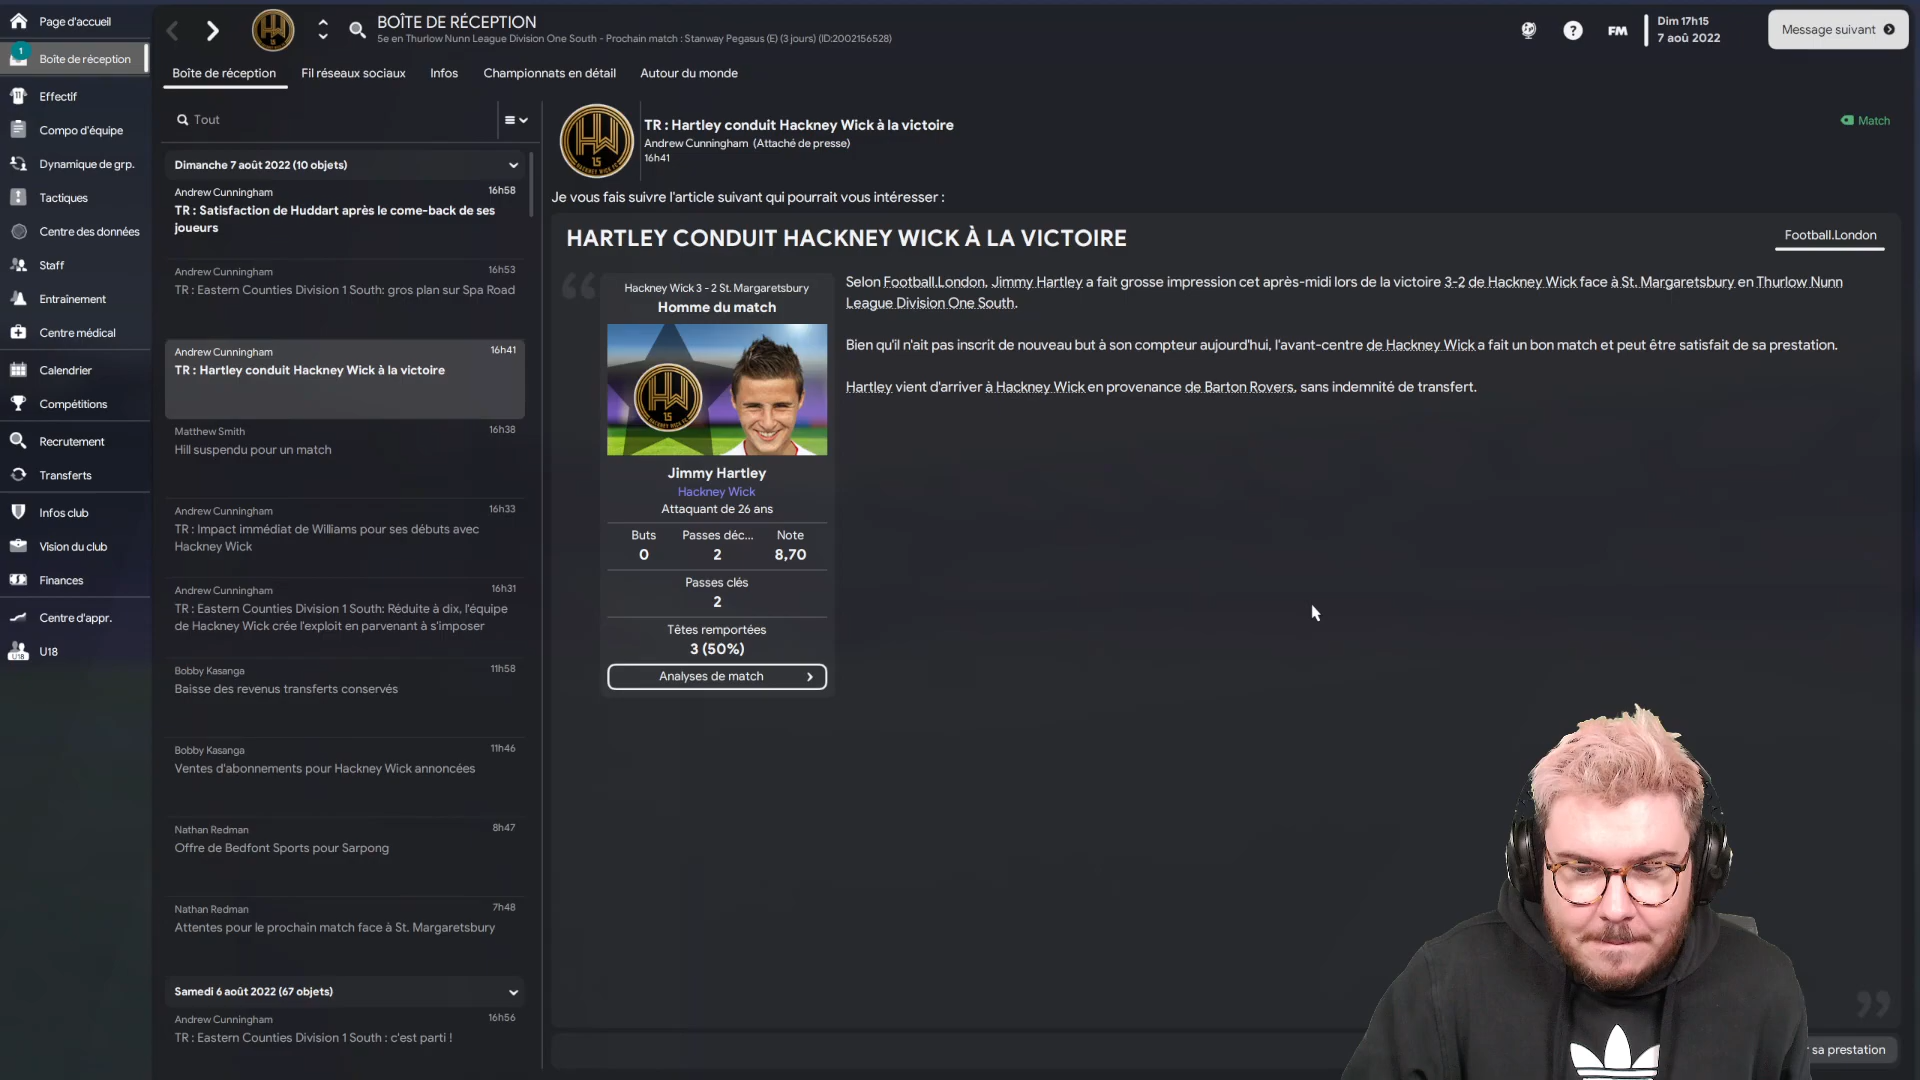 Page d'accueil
1
Boîte de réception
Effectif
Compo d'équipe
Dynamique de grp.
Tactiques
Centre des données
Staff
Entraînement
Centre médical
Calendrier
Compétitions
Recrutement
Transferts
Infos club
Vision du club
Finances
Centre d'appr.
U18
BOÎTE DE RÉCEPTION
5e en Thurlow Nunn League Division One South - Prochain match : Stanway Pegasus (E) (3 jours) (ID:2002156528)
FM
Dim 17h15
7 aoû 2022
Message suivant
Boîte de réception Fil réseaux sociaux Infos Championnats en détail Autour du monde
Tout
Dimanche 7 août 2022 (10 objets)
Andrew Cunningham 16h58
TR : Satisfaction de Huddart après le come-back de ses
joueurs
Andrew Cunningham 16h53
TR : Eastern Counties Division 1 South: gros plan sur Spa Road
Andrew Cunningham 16h41
TR : Hartley conduit Hackney Wick à la victoire
Matthew Smith 16h38
Hill suspendu pour un match
Andrew Cunningham 16h33
TR : Impact immédiat de Williams pour ses débuts avec
Hackney Wick
Andrew Cunningham 16h31
TR : Eastern Counties Division 1 South: Réduite à dix, l'équipe
de Hackney Wick crée l'exploit en parvenant à s'imposer
Bobby Kasanga 11h58
Baisse des revenus transferts conservés
Bobby Kasanga 11h46
Ventes d'abonnements pour Hackney Wick annoncées
Nathan Redman 8h47
Offre de Bedfont Sports pour Sarpong
Nathan Redman 7h48
Attentes pour le prochain match face à St. Margaretsbury
Samedi 6 août 2022 (67 objets)
Andrew Cunningham 16h56
TR : Eastern Counties Division 1 South : c'est parti !
TR : Hartley conduit Hackney Wick à la victoire
Andrew Cunningham (Attaché de presse)
16h41
Match
Je vous fais suivre l'article suivant qui pourrait vous intéresser :
HARTLEY CONDUIT HACKNEY WICK À LA VICTOIRE
Football.London
Hackney Wick 3 - 2 St. Margaretsbury
Homme du match
HW
15
Jimmy Hartley
Hackney Wick
Attaquant de 26 ans
Buts Passes déc... Note
0 2 8,70
Passes clés
2
Têtes remportées
3 (50%)
Analyses de match
Selon Football.London, Jimmy Hartley a fait grosse impression cet après-midi lors de la victoire 3-2 de Hackney Wick face à St. Margaretsbury en Thurlow Nunn
League Division One South.
Bien qu'il n'ait pas inscrit de nouveau but à son compteur aujourd'hui, l'avant-centre de Hackney Wick a fait un bon match et peut être satisfait de sa prestation.
Hartley vient d'arriver à Hackney Wick en provenance de Barton Rovers, sans indemnité de transfert.
sa prestation